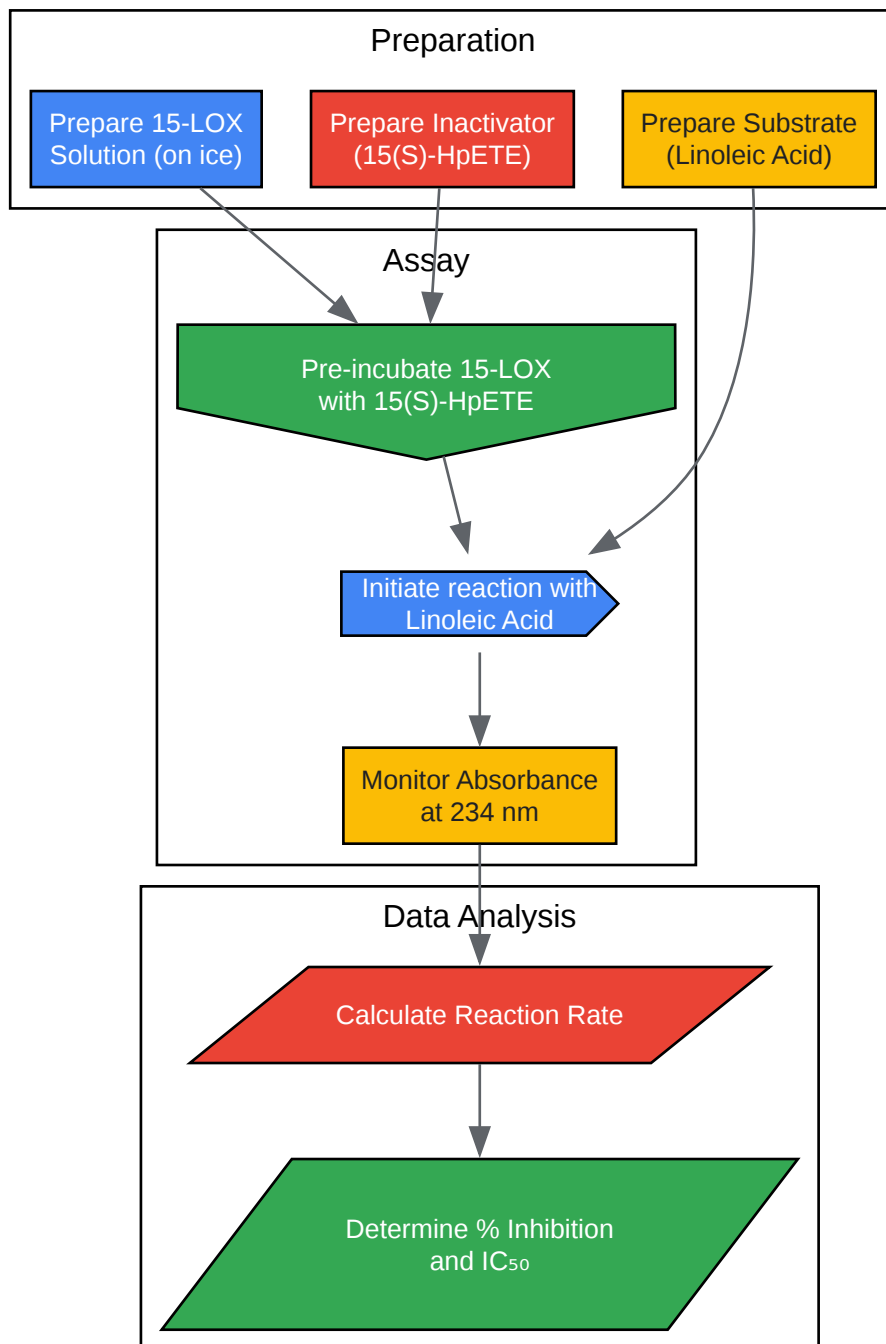 Preparation
Prepare 15-LOX
Solution (on ice)
Prepare Inactivator
(15(S)-HpETE)
Prepare Substrate
(Linoleic Acid)
Assay
Pre-incubate 15-LOX
with 15(S)-HpETE
Initiate reaction with
Linoleic Acid
Monitor Absorbance
at 234 nm
Data Analysis
Calculate Reaction Rate
Determine % Inhibition
and IC₅₀